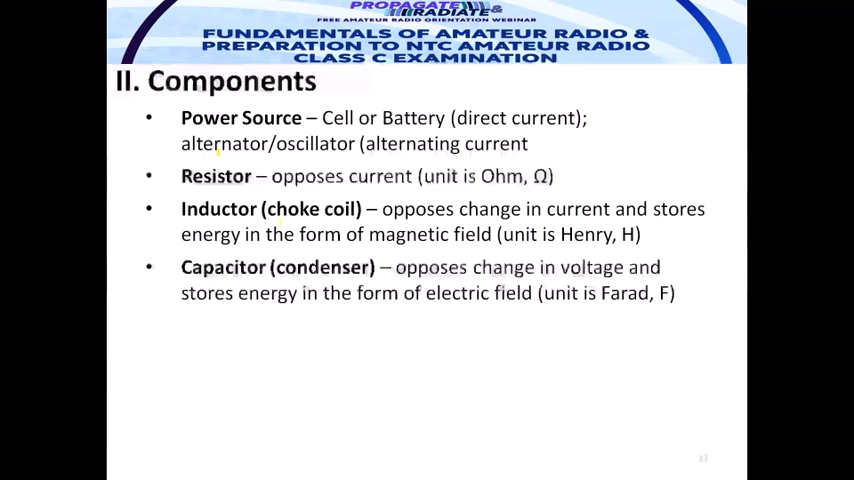 PROPAGATE &
RADIATE
FREE AMATEUR RADIO ORIENTATION WEBINAR
FUNDAMENTALS OF AMATEUR RADIO &
PREPARATION TO NTC AMATEUR RADIO
CLASS C EXAMINATION
II. Components
• Power Source – Cell or Battery (direct current);
alternator/oscillator (alternating current
• Resistor – opposes current (unit is Ohm, Ω)
• Inductor (choke coil) – opposes change in current and stores
energy in the form of magnetic field (unit is Henry, H)
• Capacitor (condenser) – opposes change in voltage and
stores energy in the form of electric field (unit is Farad, F)